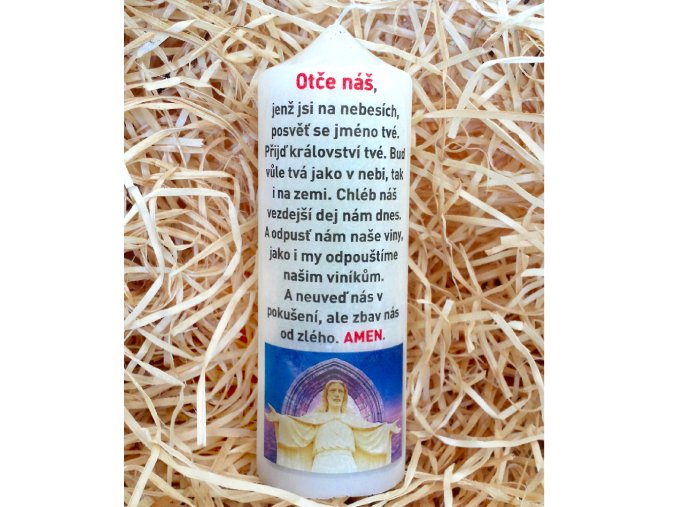 Otče náš,
jenž jsi na nebesích,
posvěť se jméno tvé.
Přijď království tvé. Buď
vůle tvá jako v nebi, tak
i na zemi. Chléb náš
vezdejší dej nám dnes.
A odpusť nám naše viny,
jako i my odpouštíme
našim viníkům.
A neuveď nás v
pokušení, ale zbav nás
od zlého. AMEN.